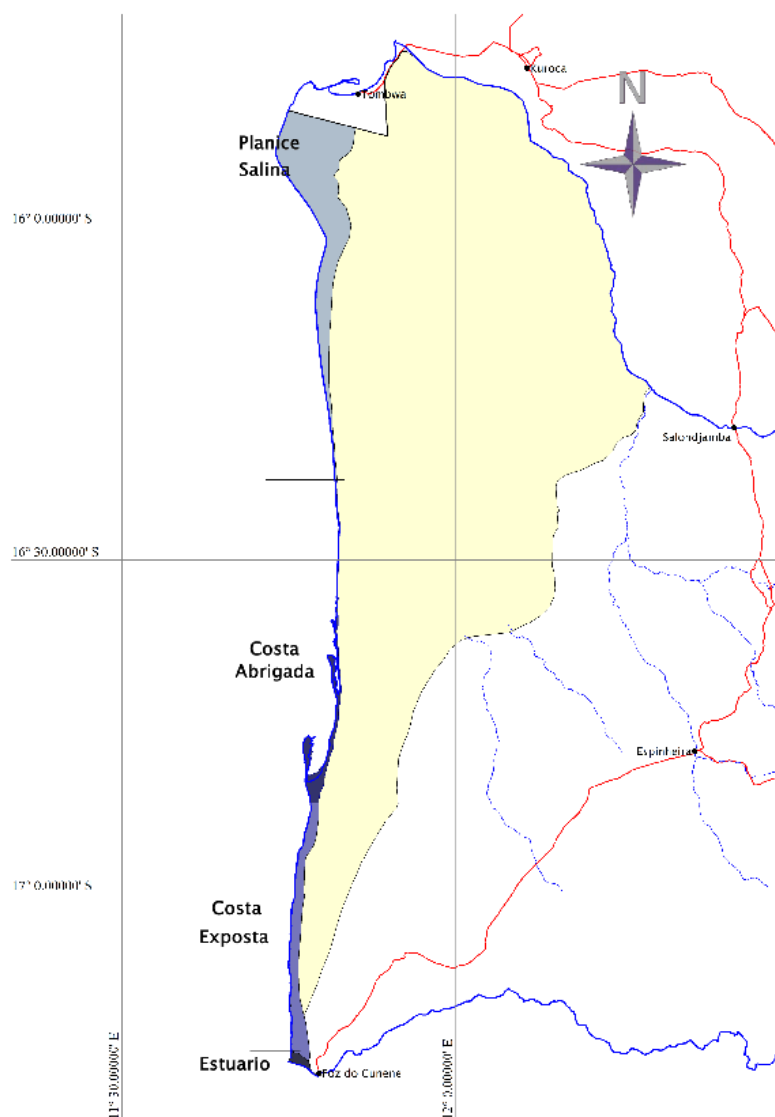 N
Xuroca
Tombwa
Planice
Salina
16° 0.00000' S
Salondjamba
16° 30.00000' S
Costa
Abrigada
Espinheira
17° 0.00000' S
Costa
Exposta
Estuario
Foz do Cunene
11° 30.00000' E
12° 0.00000' E